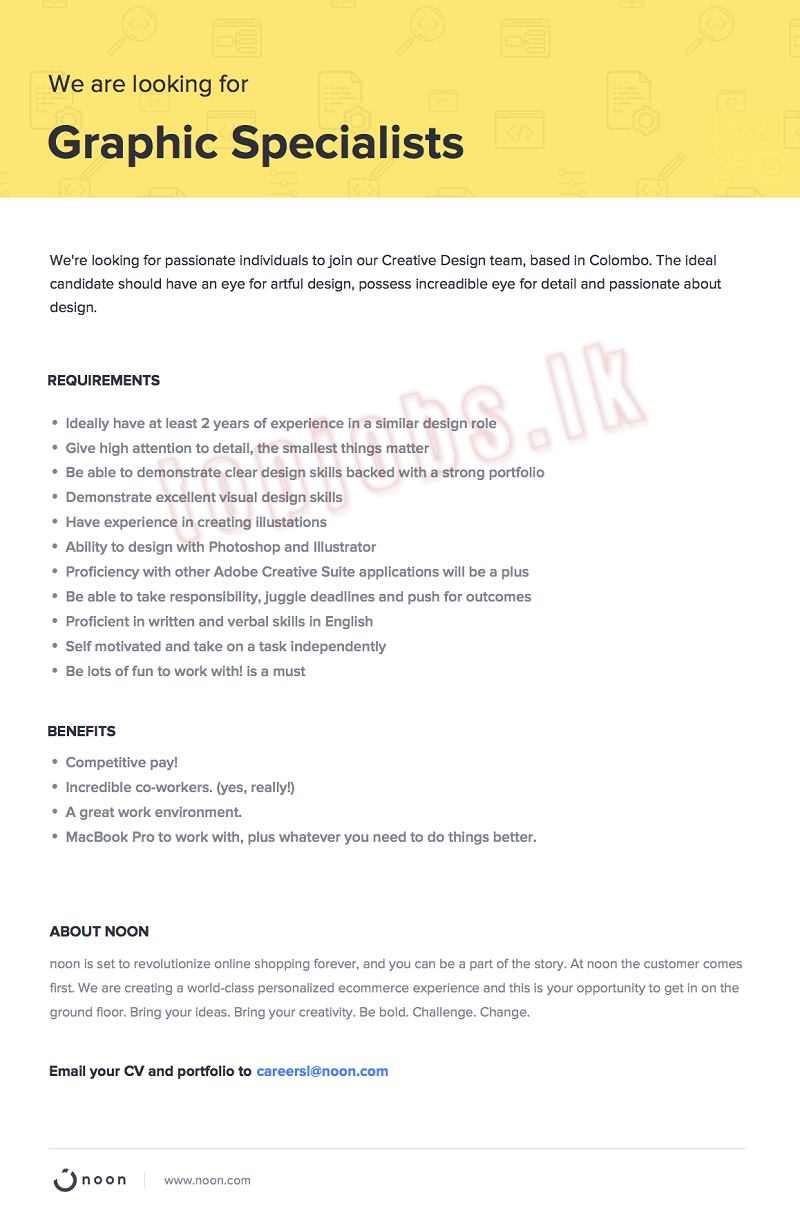 We are looking for
Graphic Specialists
We're looking for passionate individuals to join our Creative Design team, based in Colombo. The ideal
candidate should have an eye for artful design, possess increadible eye for detail and passionate about
design.
REQUIREMENTS
• Ideally have at least 2 years of experience in a similar design role
• Give high attention to detail, the smallest things matter
• Be able to demonstrate clear design skills backed with a strong portfolio
• Demonstrate excellent visual design skills
• Have experience in creating illustations
• Ability to design with Photoshop and Illustrator
• Proficiency with other Adobe Creative Suite applications will be a plus
• Be able to take responsibility, juggle deadlines and push for outcomes
• Proficient in written and verbal skills in English
• Self motivated and take on a task independently
• Be lots of fun to work with! is a must
topjobs.lk
BENEFITS
• Competitive pay!
• Incredible co-workers. (yes, really!)
• A great work environment.
• MacBook Pro to work with, plus whatever you need to do things better.
ABOUT NOON
noon is set to revolutionize online shopping forever, and you can be a part of the story. At noon the customer comes
first. We are creating a world-class personalized ecommerce experience and this is your opportunity to get in on the
ground floor. Bring your ideas. Bring your creativity. Be bold. Challenge. Change.
Email your CV and portfolio to careersl@noon.com
noon | www.noon.com